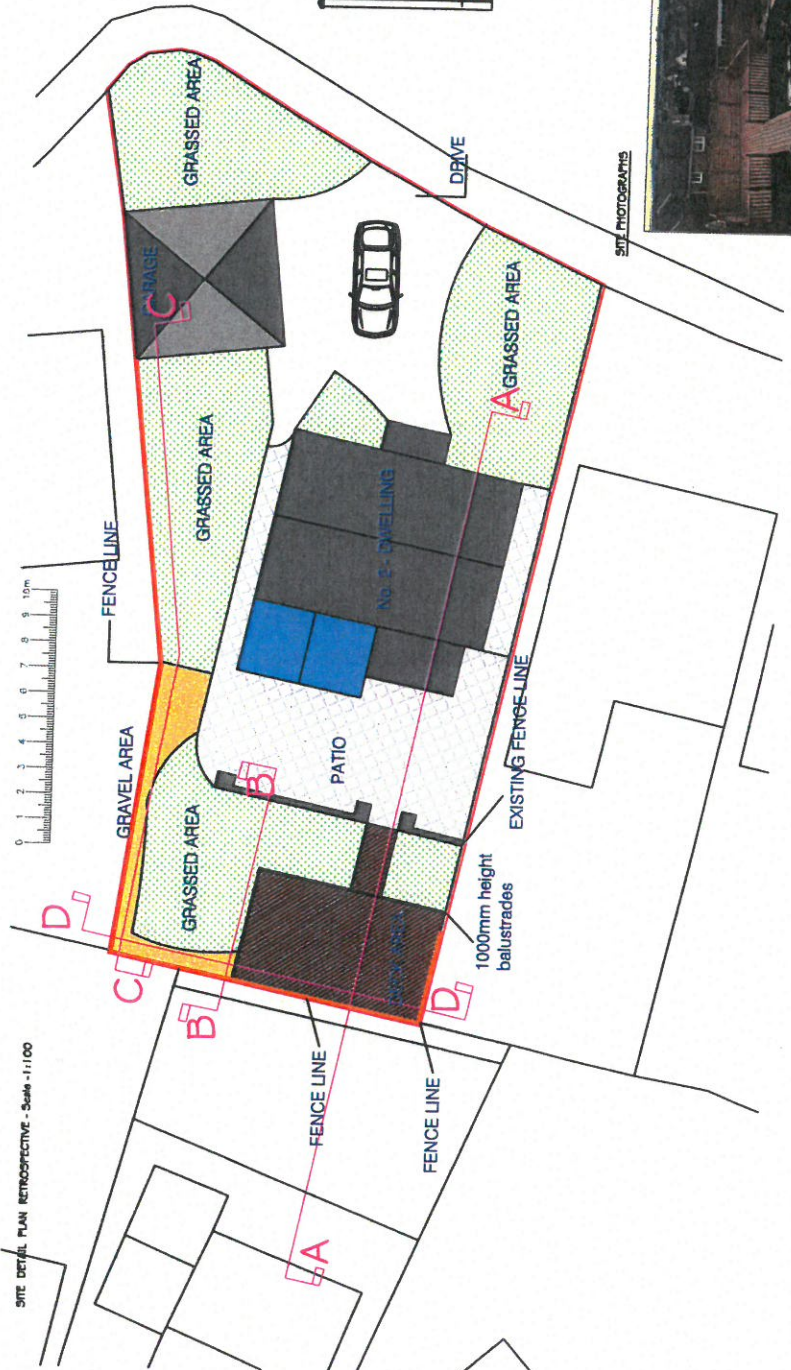 SITE DETAIL PLAN RETROSPECTIVE - Scale -1:100
0 1 2 3 4 5 6 7 8 9 10m
D
C
B
GRAVEL AREA
FENCE LINE
GRASSED AREA
GRASSED AREA
GARAGE
C
GRASSED AREA
B
PATIO
No. 2 - DWELLING
DRIVE
FENCE LINE
FENCE LINE
D
1000mm height
balustrades
EXISTING FENCE LINE
A
GRASSED AREA
A
SITE PHOTOGRAPHS